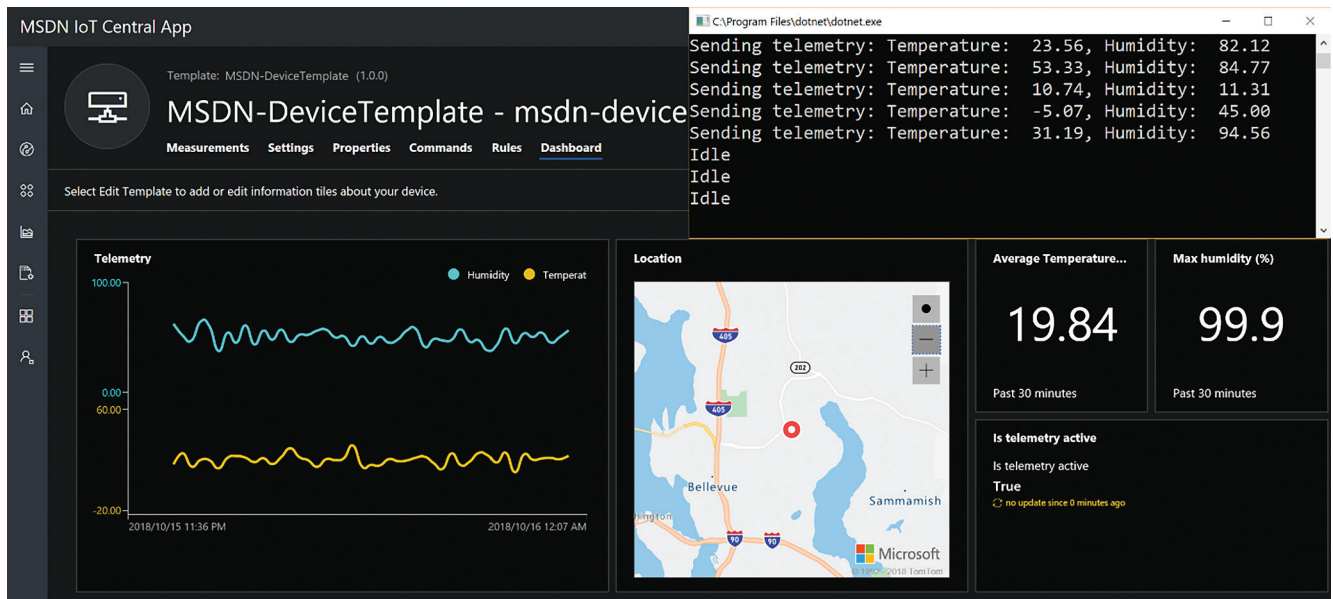 MSDN IoT Central App
C:\Program Files\dotnet\dotnet.exe
Sending telemetry: Temperature:  23.56, Humidity:  82.12
Sending telemetry: Temperature:  53.33, Humidity:  84.77
Sending telemetry: Temperature:  10.74, Humidity:  11.31
Sending telemetry: Temperature:  -5.07, Humidity:  45.00
Sending telemetry: Temperature:  31.19, Humidity:  94.56
Idle
Idle
Idle
Template: MSDN-DeviceTemplate (1.0.0)
MSDN-DeviceTemplate - msdn-device
Measurements Settings Properties Commands Rules Dashboard
Select Edit Template to add or edit information tiles about your device.
Telemetry
Humidity Temperat
100.00
0.00
60.00
-20.00
2018/10/15 11:36 PM 2018/10/16 12:07 AM
Location
405
202
405
Bellevue
Sammamish
hington
90 90
Microsoft
© 1992 - 2018 TomTom
Average Temperature...
19.84
Past 30 minutes
Max humidity (%)
99.9
Past 30 minutes
Is telemetry active
Is telemetry active
True
no update since 0 minutes ago